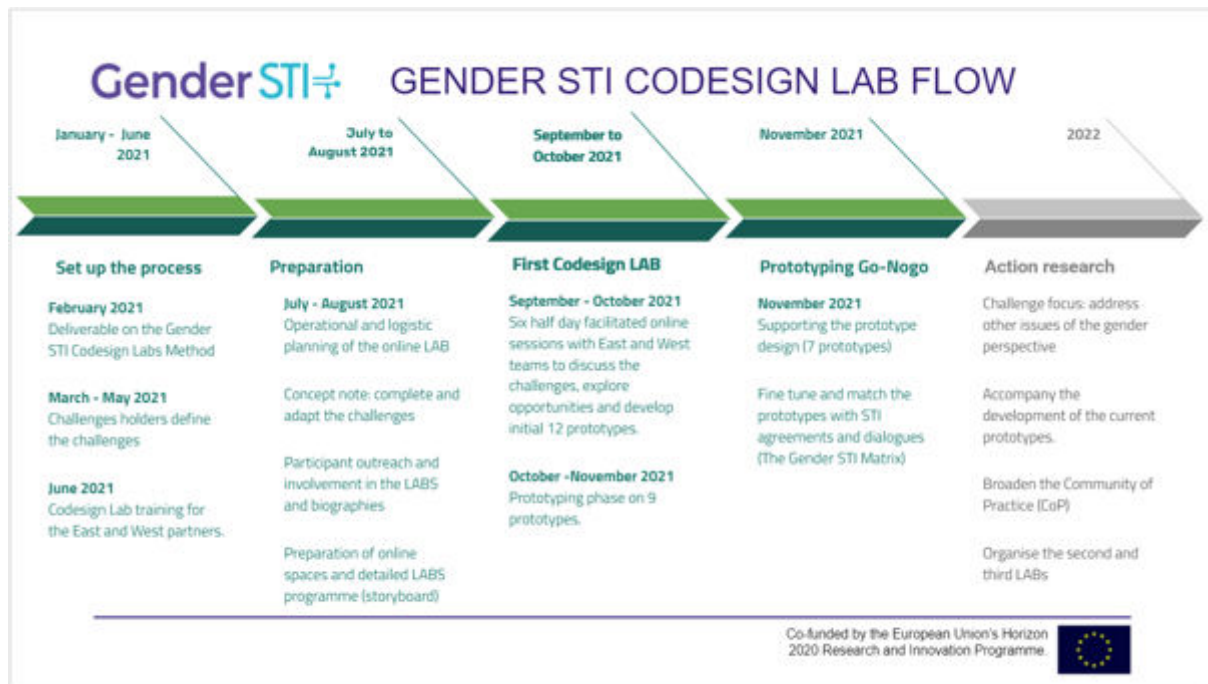 Gender STI GENDER STI CODESIGN LAB FLOW
January - June
2021
July to
August 2021
September to
October 2021
November 2021
2022
Set up the process
February 2021
Deliverable on the Gender
STI Codesign Labs Method
March - May 2021
Challenges holders define
the challenges
June 2021
Codesign Lab training for
the East and West partners.
Preparation
July - August 2021
Operational and logistic
planning of the online LAB
Concept note: complete and
adapt the challenges
Participant outreach and
involvement in the LABS
and biographies
Preparation of online
spaces and detailed LABS
programme (storyboard)
First Codesign LAB
September - October 2021
Six half day facilitated online
sessions with East and West
teams to discuss the
challenges, explore
opportunities and develop
initial 12 prototypes.
October -November 2021
Prototyping phase on 9
prototypes.
Prototyping Go-Nogo
November 2021
Supporting the prototype
design (7 prototypes)
Fine tune and match the
prototypes with STI
agreements and dialogues
(The Gender STI Matrix)
Action research
Challenge focus: address
other issues of the gender
perspective
Accompany the
development of the current
prototypes.
Broaden the Community of
Practice (CoP)
Organise the second and
third LABs
Co-funded by the European Union's Horizon
2020 Research and Innovation Programme.